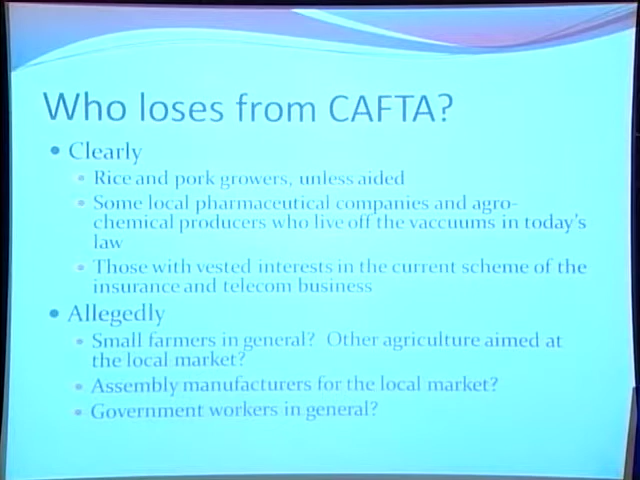 Who loses from CAFTA?
• Clearly
• Rice and pork growers, unless aided
• Some local pharmaceutical companies and agro-
chemical producers who live off the vaccuums in today's
law
• Those with vested interests in the current scheme of the
insurance and telecom business
• Allegedly
• Small farmers in general? Other agriculture aimed at
the local market?
• Assembly manufacturers for the local market?
• Government workers in general?